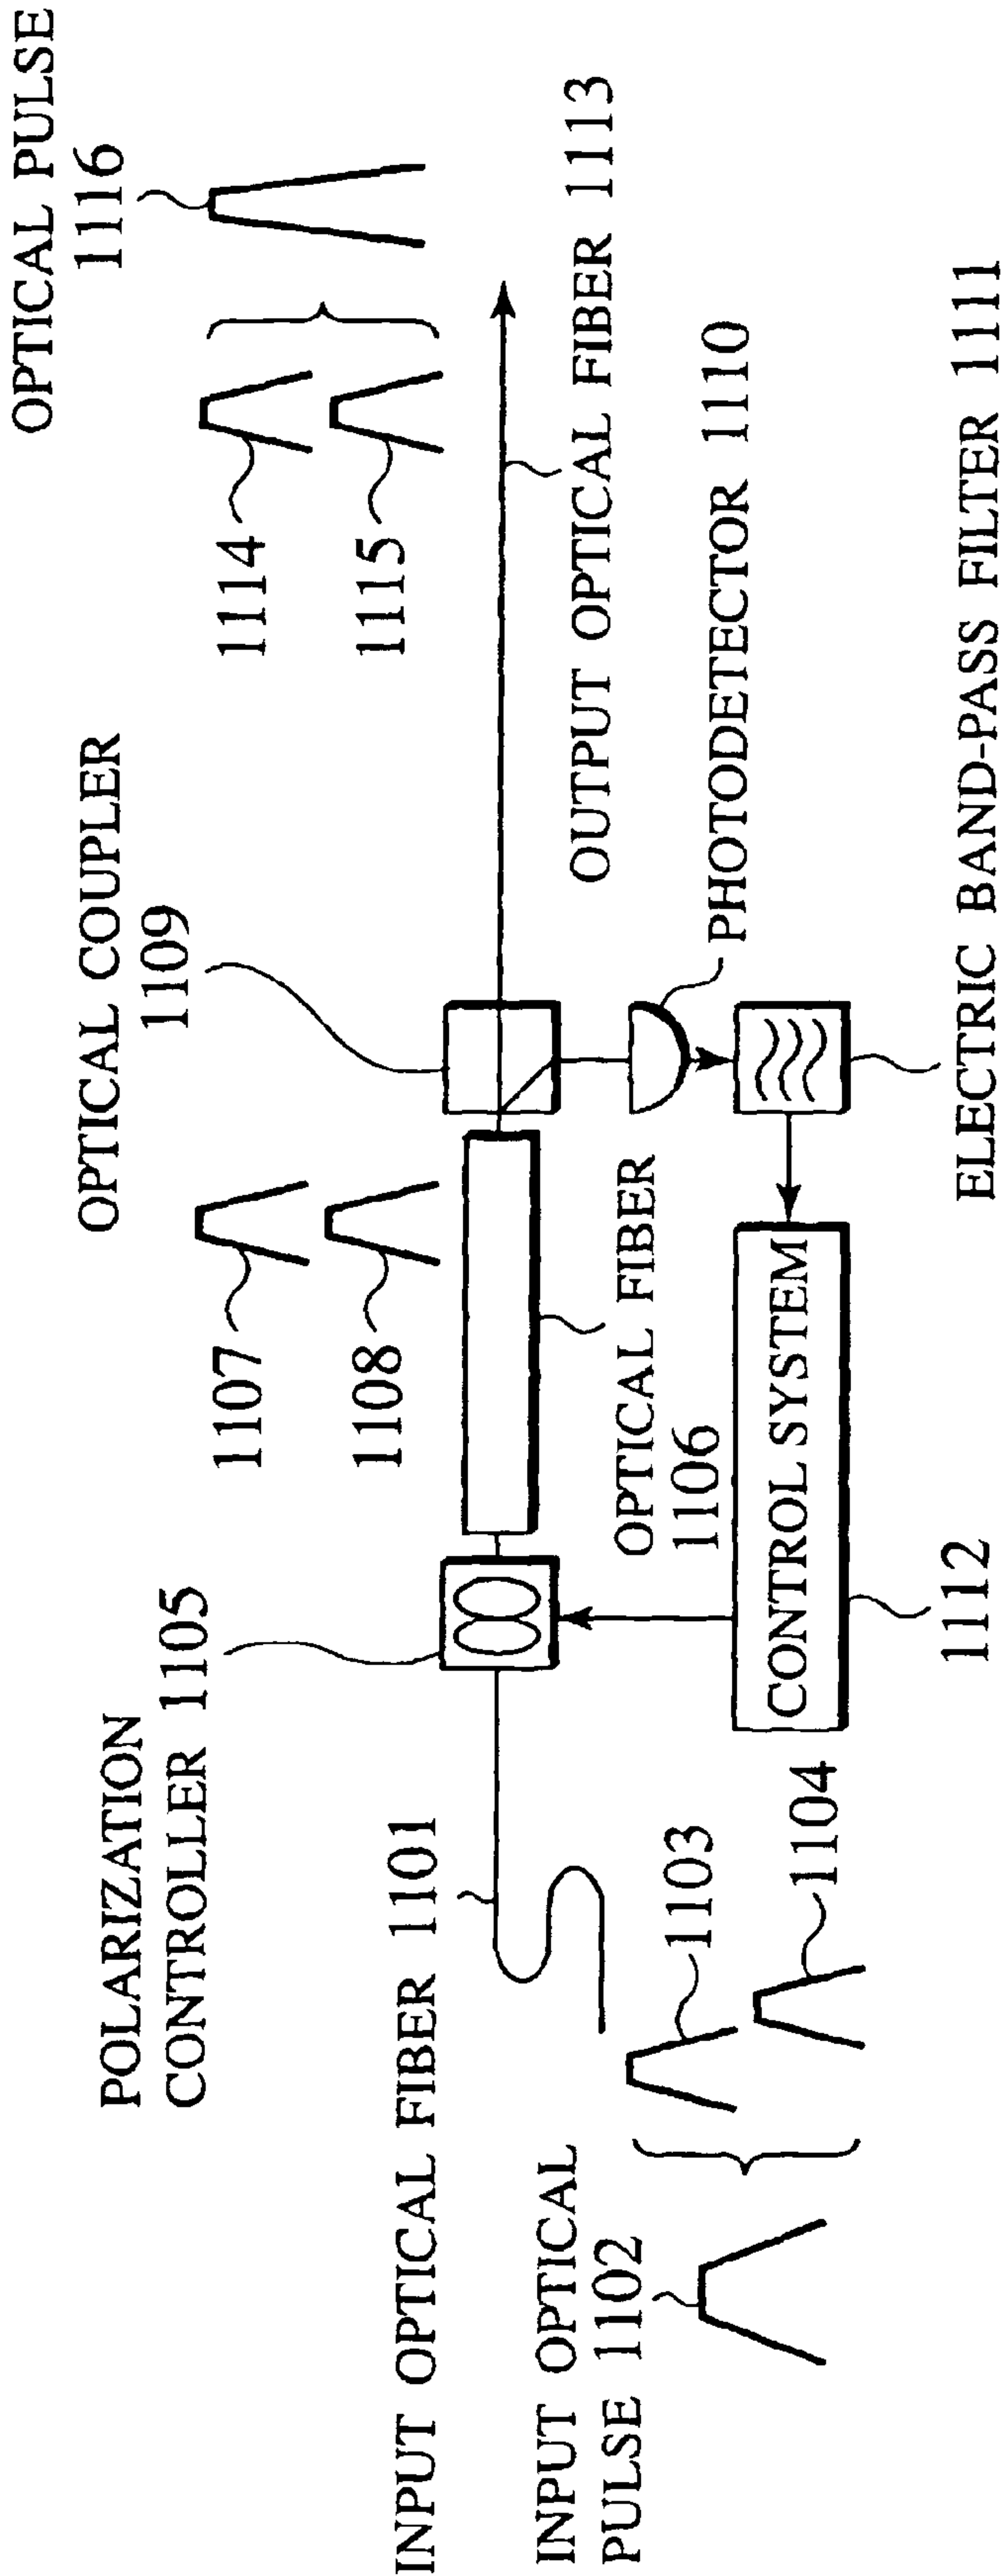 INPUT OPTICAL
PULSE 1102
INPUT OPTICAL FIBER 1101
1103
1104
POLARIZATION
CONTROLLER 1105
OPTICAL FIBER
1106
CONTROL SYSTEM
1112
1107
1108
OPTICAL COUPLER
1109
OUTPUT OPTICAL FIBER 1113
PHOTODETECTOR 1110
ELECTRIC BAND-PASS FILTER 1111
1114
1115
OPTICAL PULSE
1116